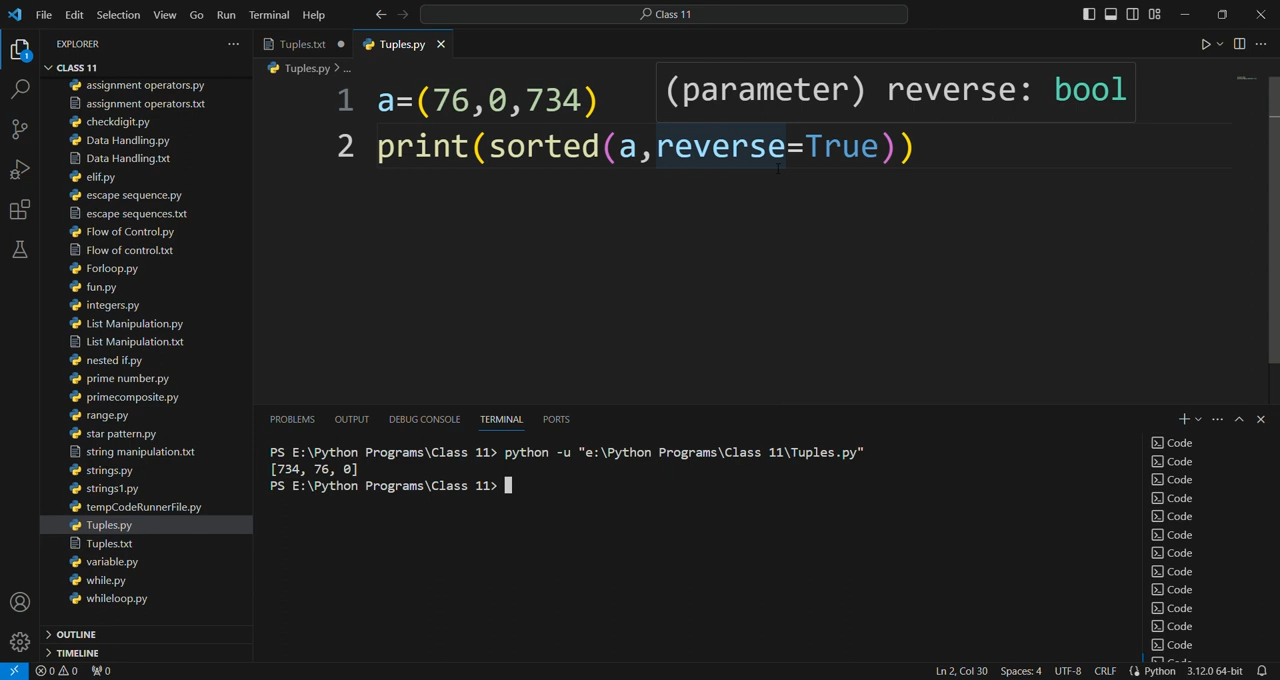 File Edit Selection View Go Run Terminal Help
Class 11
EXPLORER
Tuples.txt
Tuples.py
CLASS 11
Tuples.py > ...
assignment operators.py
assignment operators.txt
checkdigit.py
Data Handling.py
Data Handling.txt
elif.py
escape sequence.py
escape sequences.txt
Flow of Control.py
Flow of control.txt
Forloop.py
fun.py
integers.py
List Manipulation.py
List Manipulation.txt
nested if.py
prime number.py
primecomposite.py
range.py
star pattern.py
string manipulation.txt
strings.py
strings1.py
tempCodeRunnerFile.py
Tuples.py
Tuples.txt
variable.py
while.py
whileloop.py
OUTLINE
TIMELINE
1 a=(76,0,734)
(parameter) reverse: bool
2 print(sorted(a,reverse=True))
PROBLEMS OUTPUT DEBUG CONSOLE TERMINAL PORTS
PS E:\Python Programs\Class 11> python -u "e:\Python Programs\Class 11\Tuples.py"
[734, 76, 0]
PS E:\Python Programs\Class 11>
Code
Code
Code
Code
Code
Code
Code
Code
Code
Code
Code
Code
0 0 0
Ln 2, Col 30 Spaces: 4 UTF-8 CRLF Python 3.12.0 64-bit
1